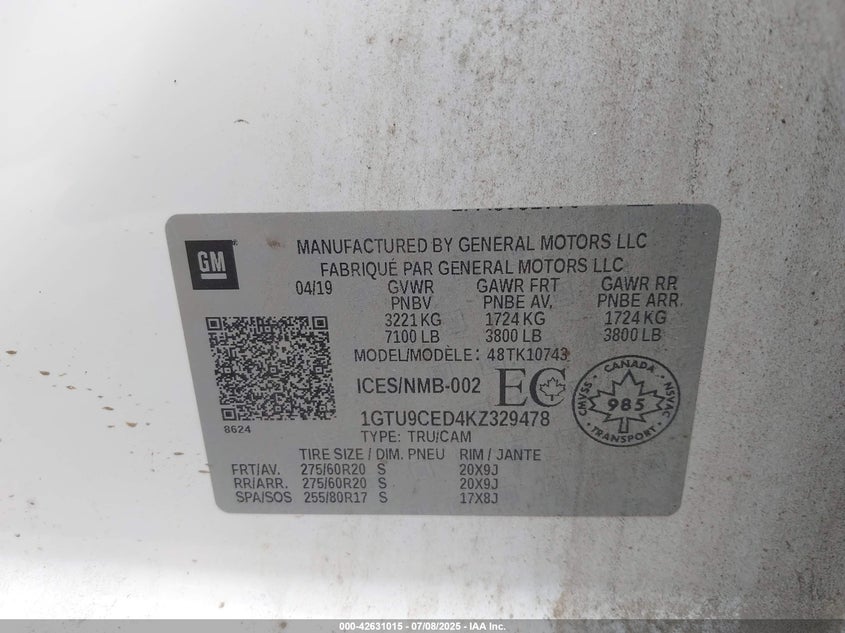 GM
MANUFACTURED BY GENERAL MOTORS LLC
FABRIQUÉ PAR GENERAL MOTORS LLC
04/19 GVWR GAWR FRT GAWR RR
PNBV PNBE AV, PNBE ARR.
3221 KG 1724 KG 1724 KG
7100 LB 3800 LB 3800 LB
MODEL/MODÈLE: 48TK10743
ICES/NMB-002 EC
CANADA
CMVSS 985 NSVAC
TRANSPORT
8624
1GTU9CED4KZ329478
TYPE: TRU/CAM
TIRE SIZE / DIM. PNEU RIM / JANTE
FRT/AV. 275/60R20 S 20X9J
RR/ARR. 275/60R20 S 20X9J
SPA/SOS 255/80R17 S 17X8J
000-42631015 - 07/08/2025 - IAA Inc.